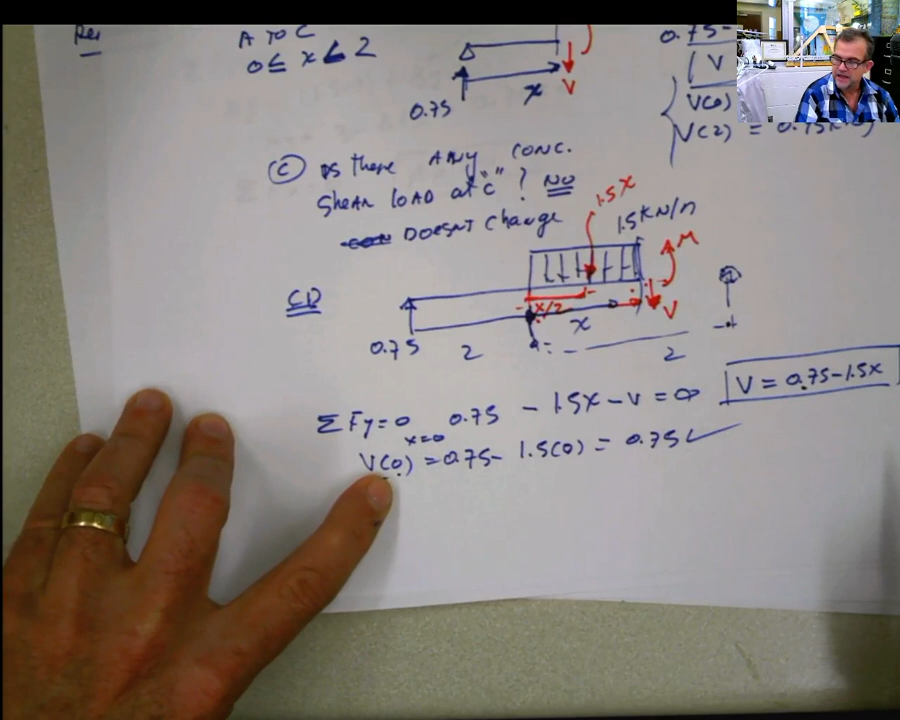 A TO C
0 ≤ x ≤ 2
0.75
x
V
0.75-
V
V(0)
V(2) = 
Ⓒ Is there ANY CONC.
SheAR LOAD at "C" ? NO
DOESNT Change
1.5x
1.5 KN/m
M
CD
x/2
V
x
0.75
2
2
ΣFy=0 0.75 - 1.5x - V = 0
V = 0.75-1.5x
x=0
V(0) = 0.75- 1.5(0) = 0.75 ✓